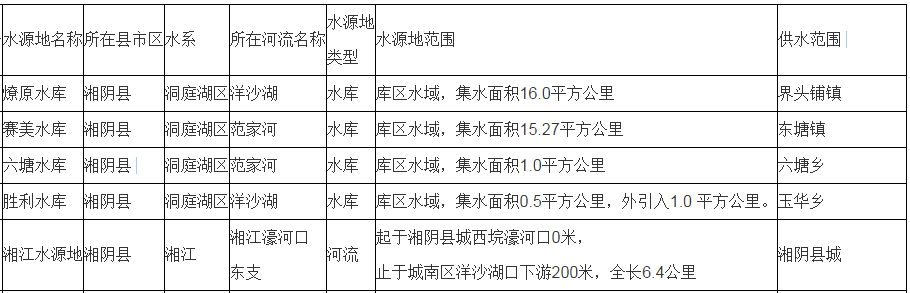 水源地名称 所在县市区 水系 所在河流名称 水源地类型 水源地范围 供水范围
燎原水库 湘阴县 洞庭湖区 洋沙湖 水库 库区水域，集水面积16.0平方公里 界头铺镇
赛美水库 湘阴县 洞庭湖区 范家河 水库 库区水域，集水面积15.27平方公里 东塘镇
六塘水库 湘阴县 洞庭湖区 范家河 水库 库区水域，集水面积1.0平方公里 六塘乡
胜利水库 湘阴县 洞庭湖区 洋沙湖 水库 库区水域，集水面积0.5平方公里，外引入1.0 平方公里。 玉华乡
湘江水源地 湘阴县 湘江 湘江濠河口
东支 河流 起于湘阴县城西垸濠河口0米，
止于城南区洋沙湖口下游200米，全长6.4公里 湘阴县城